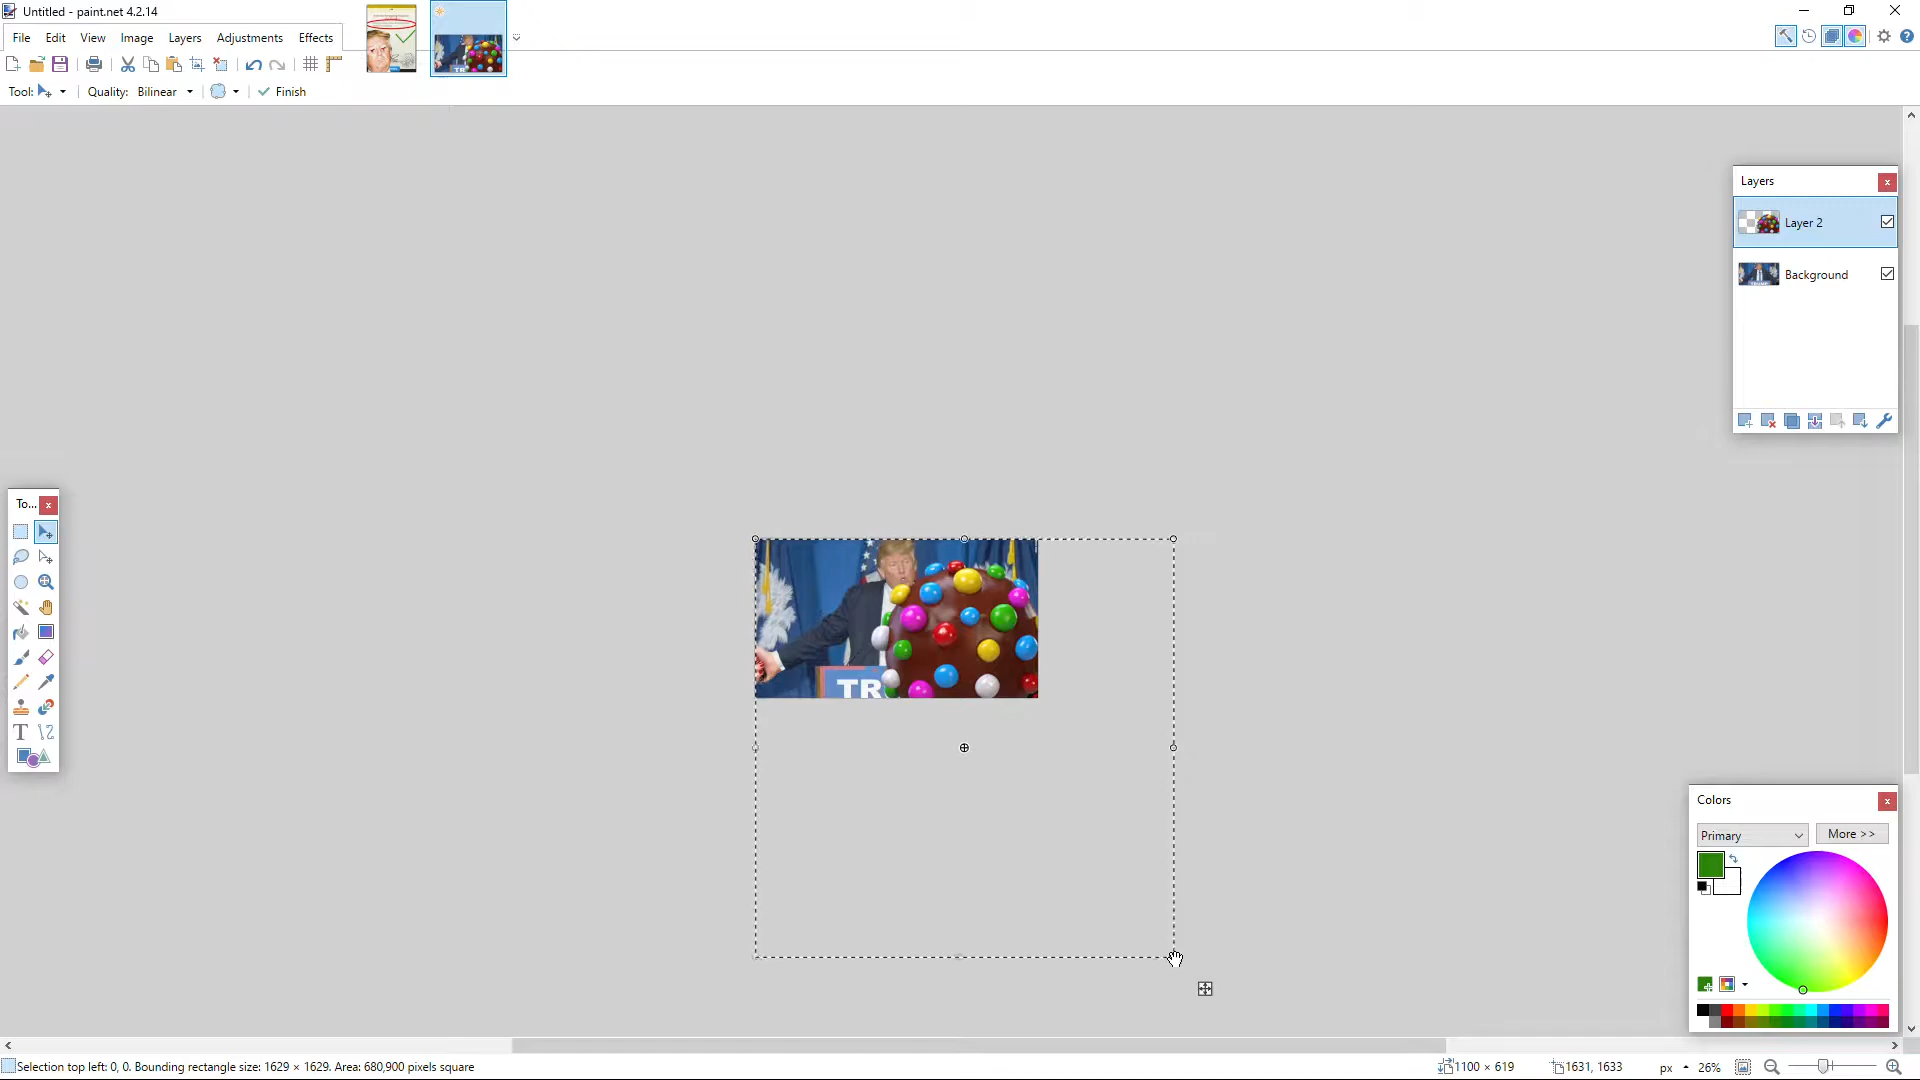 Untitled - paint.net 4.2.14
File Edit View Image Layers Adjustments Effects
Tool: Quality: Bilinear Finish
Layers
Layer 2
Background
To...
TR
Colors
Primary More >>
Selection top left: 0, 0. Bounding rectangle size: 1629 × 1629. Area: 680,900 pixels square
1100 × 619 1631, 1633 px 26%